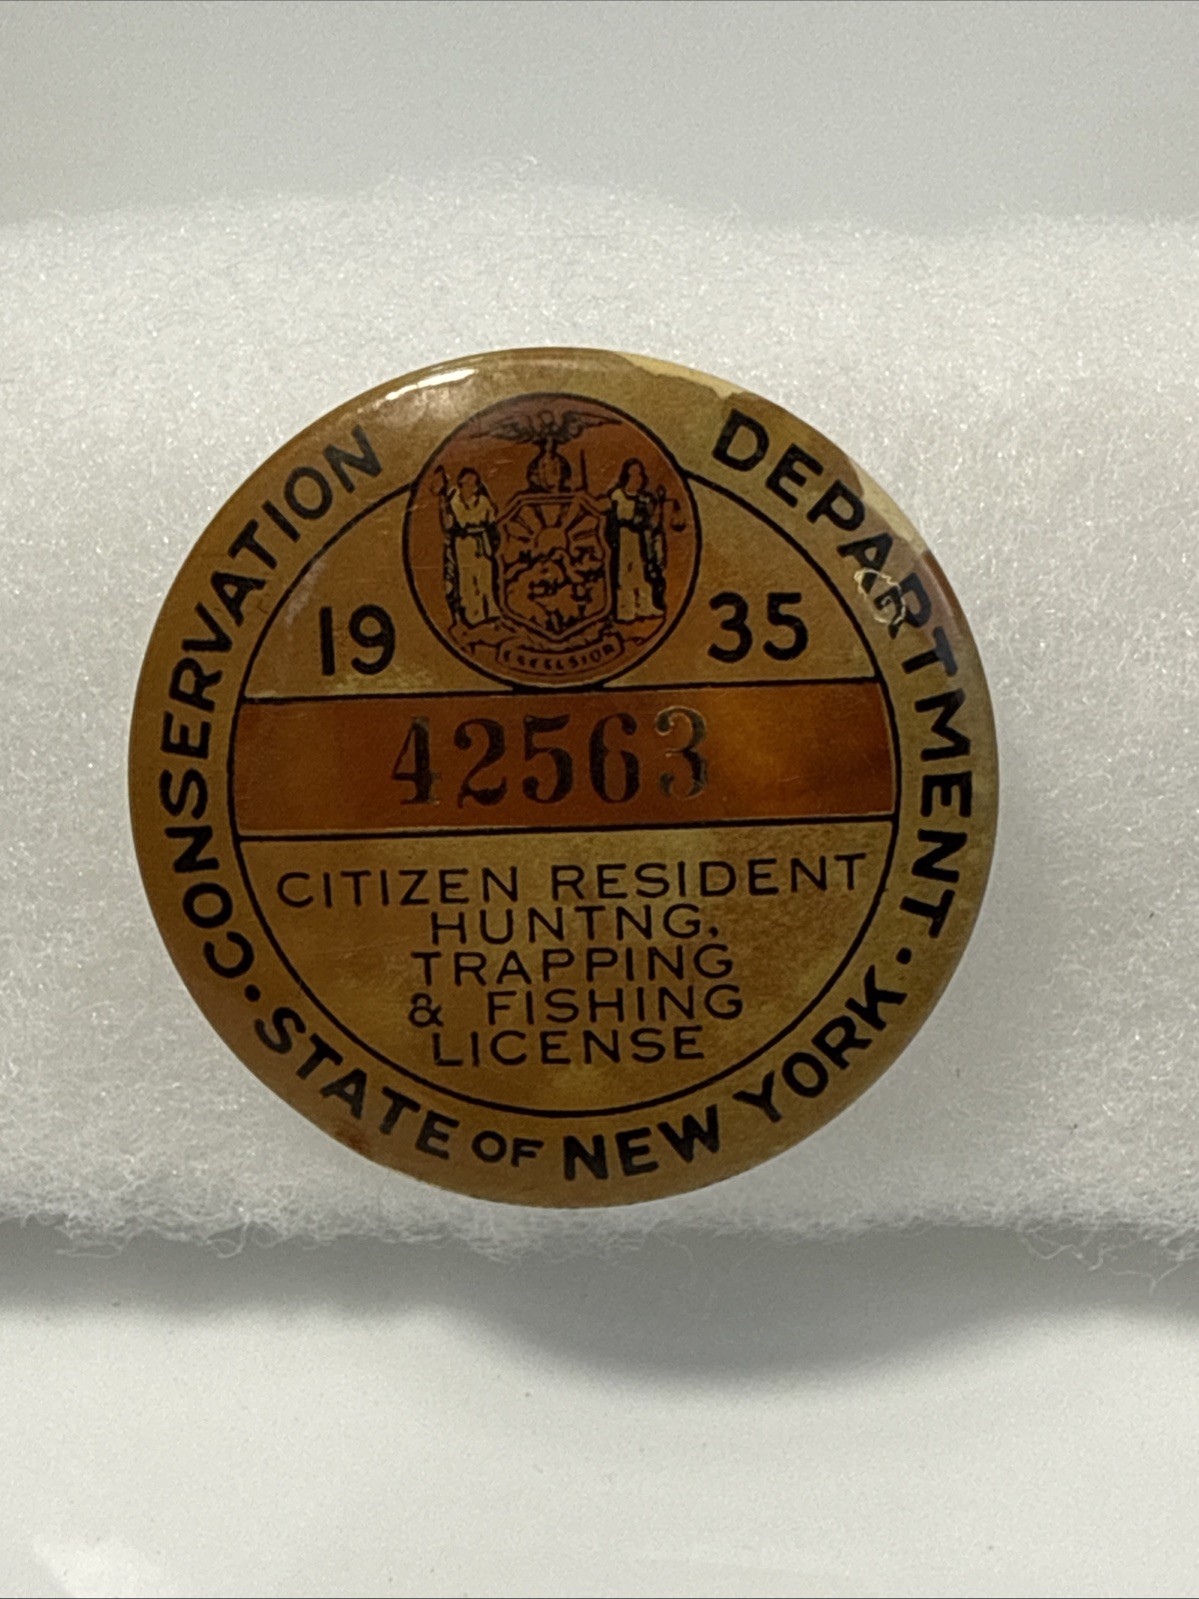 CONSERVATION DEPARTMENT
EXCELSIOR
19 35
42563
CITIZEN RESIDENT
HUNTNG,
TRAPPING
& FISHING
LICENSE
• STATE OF NEW YORK •